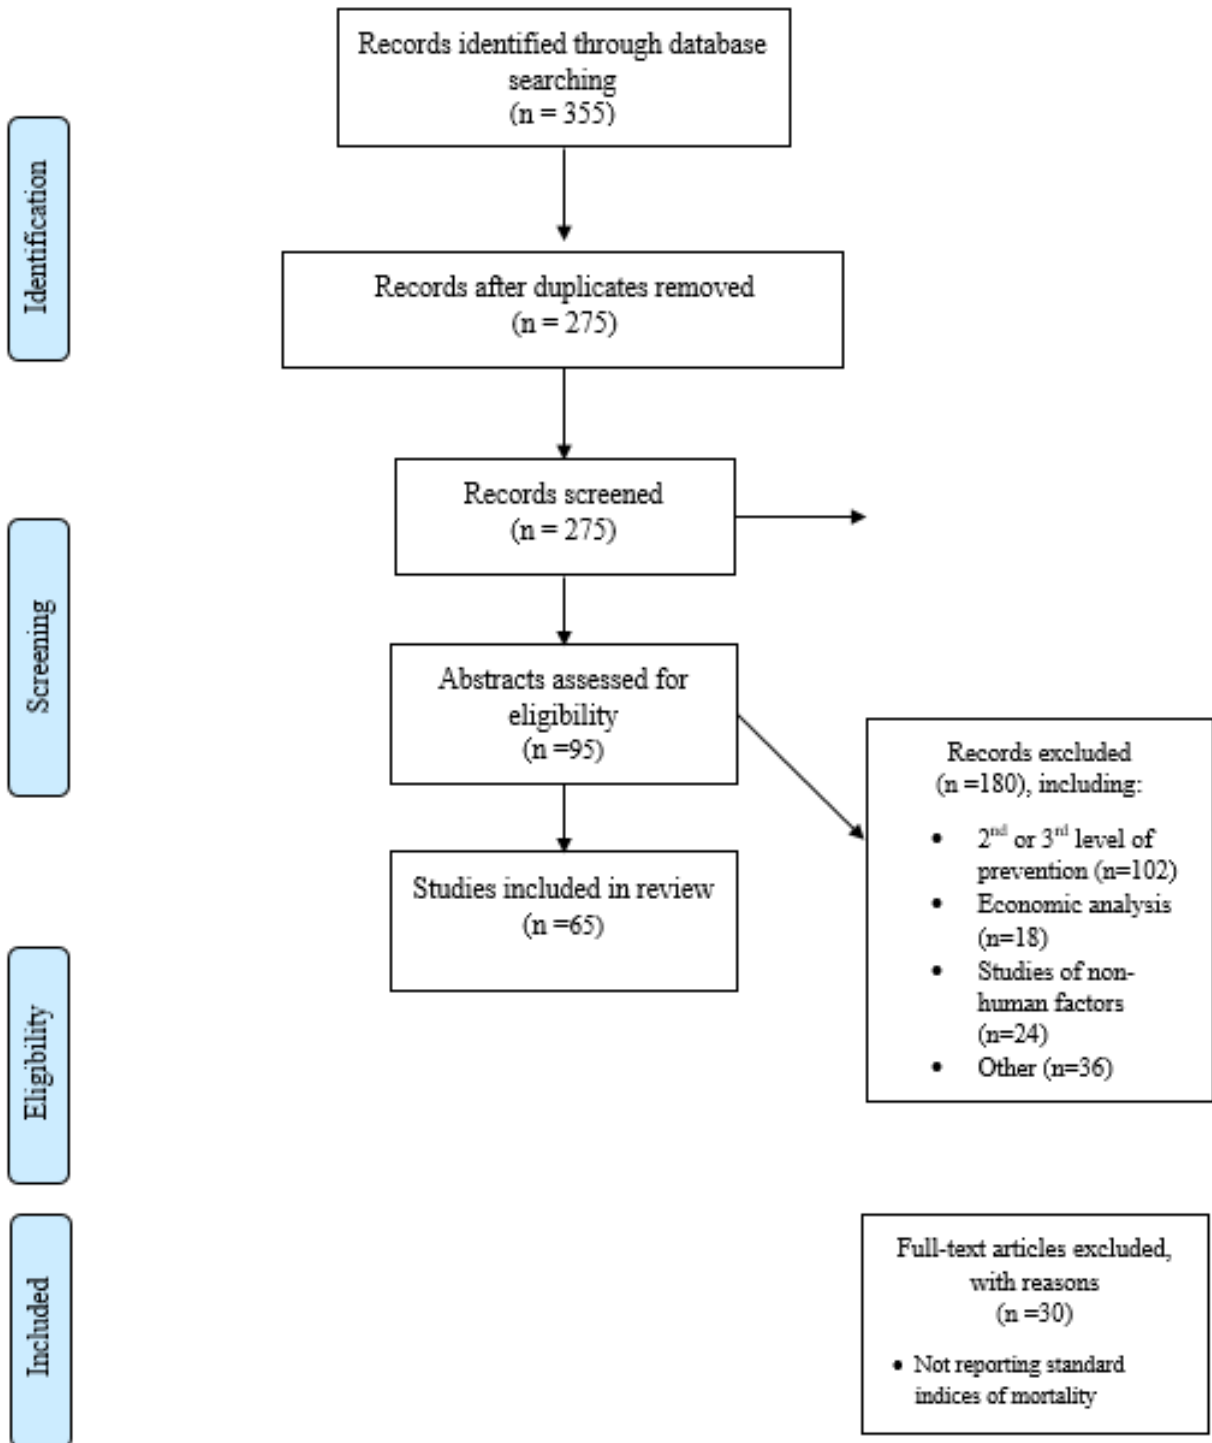 Records identified through database
searching
(n = 355)
Identification
Records after duplicates removed
(n = 275)
Records screened
(n = 275)
Screening
Abstracts assessed for
eligibility
(n =95)
Records excluded
(n =180), including:
• 2nd or 3rd level of
prevention (n=102)
• Economic analysis
(n=18)
• Studies of non-
human factors
(n=24)
• Other (n=36)
Studies included in review
(n =65)
Eligibility
Included
Full-text articles excluded,
with reasons
(n =30)
• Not reporting standard
indices of mortality